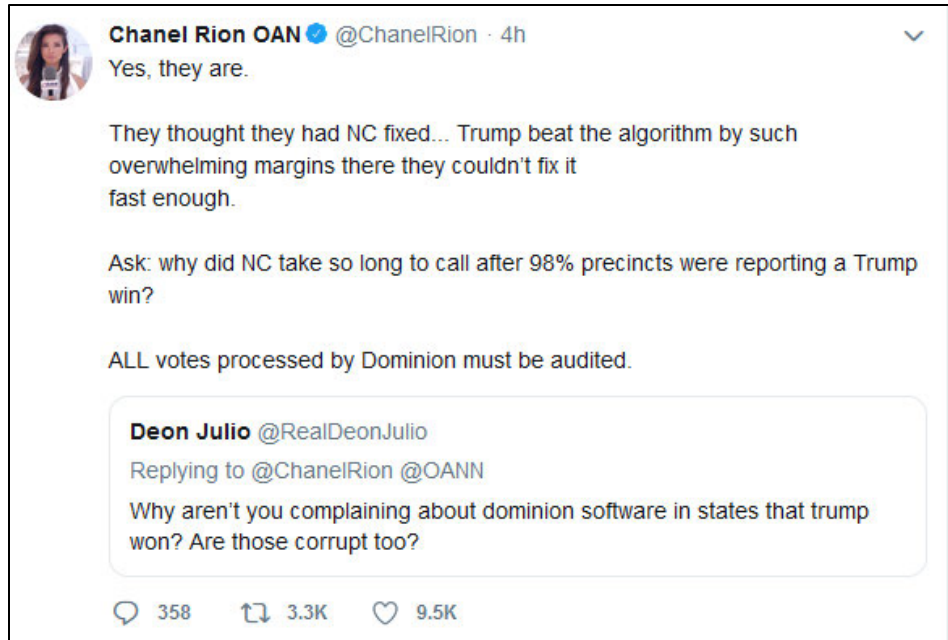 Chanel Rion OAN @ChanelRion · 4h
Yes, they are.
They thought they had NC fixed... Trump beat the algorithm by such
overwhelming margins there they couldn't fix it
fast enough.
Ask: why did NC take so long to call after 98% precincts were reporting a Trump
win?
ALL votes processed by Dominion must be audited.
Deon Julio @RealDeonJulio
Replying to @ChanelRion @OANN
Why aren't you complaining about dominion software in states that trump
won? Are those corrupt too?
358 3.3K 9.5K